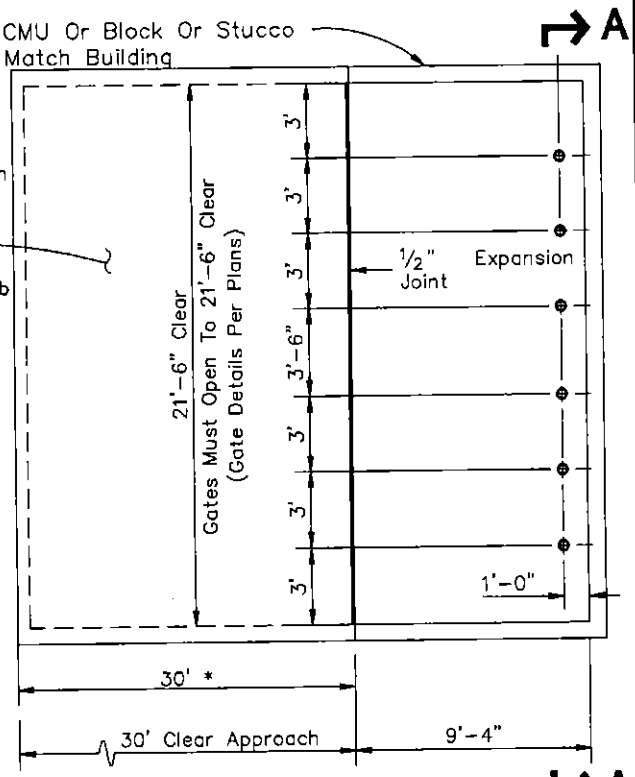 CMU Or Block Or Stucco
Match Building
A
n
b
3'
3'
3'
3'-6"
3'
3'
3'
21'-6" Clear
Gates Must Open To 21'-6" Clear
(Gate Details Per Plans)
1/2" Expansion
Joint
1'-0"
30' *
30' Clear Approach
9'-4"